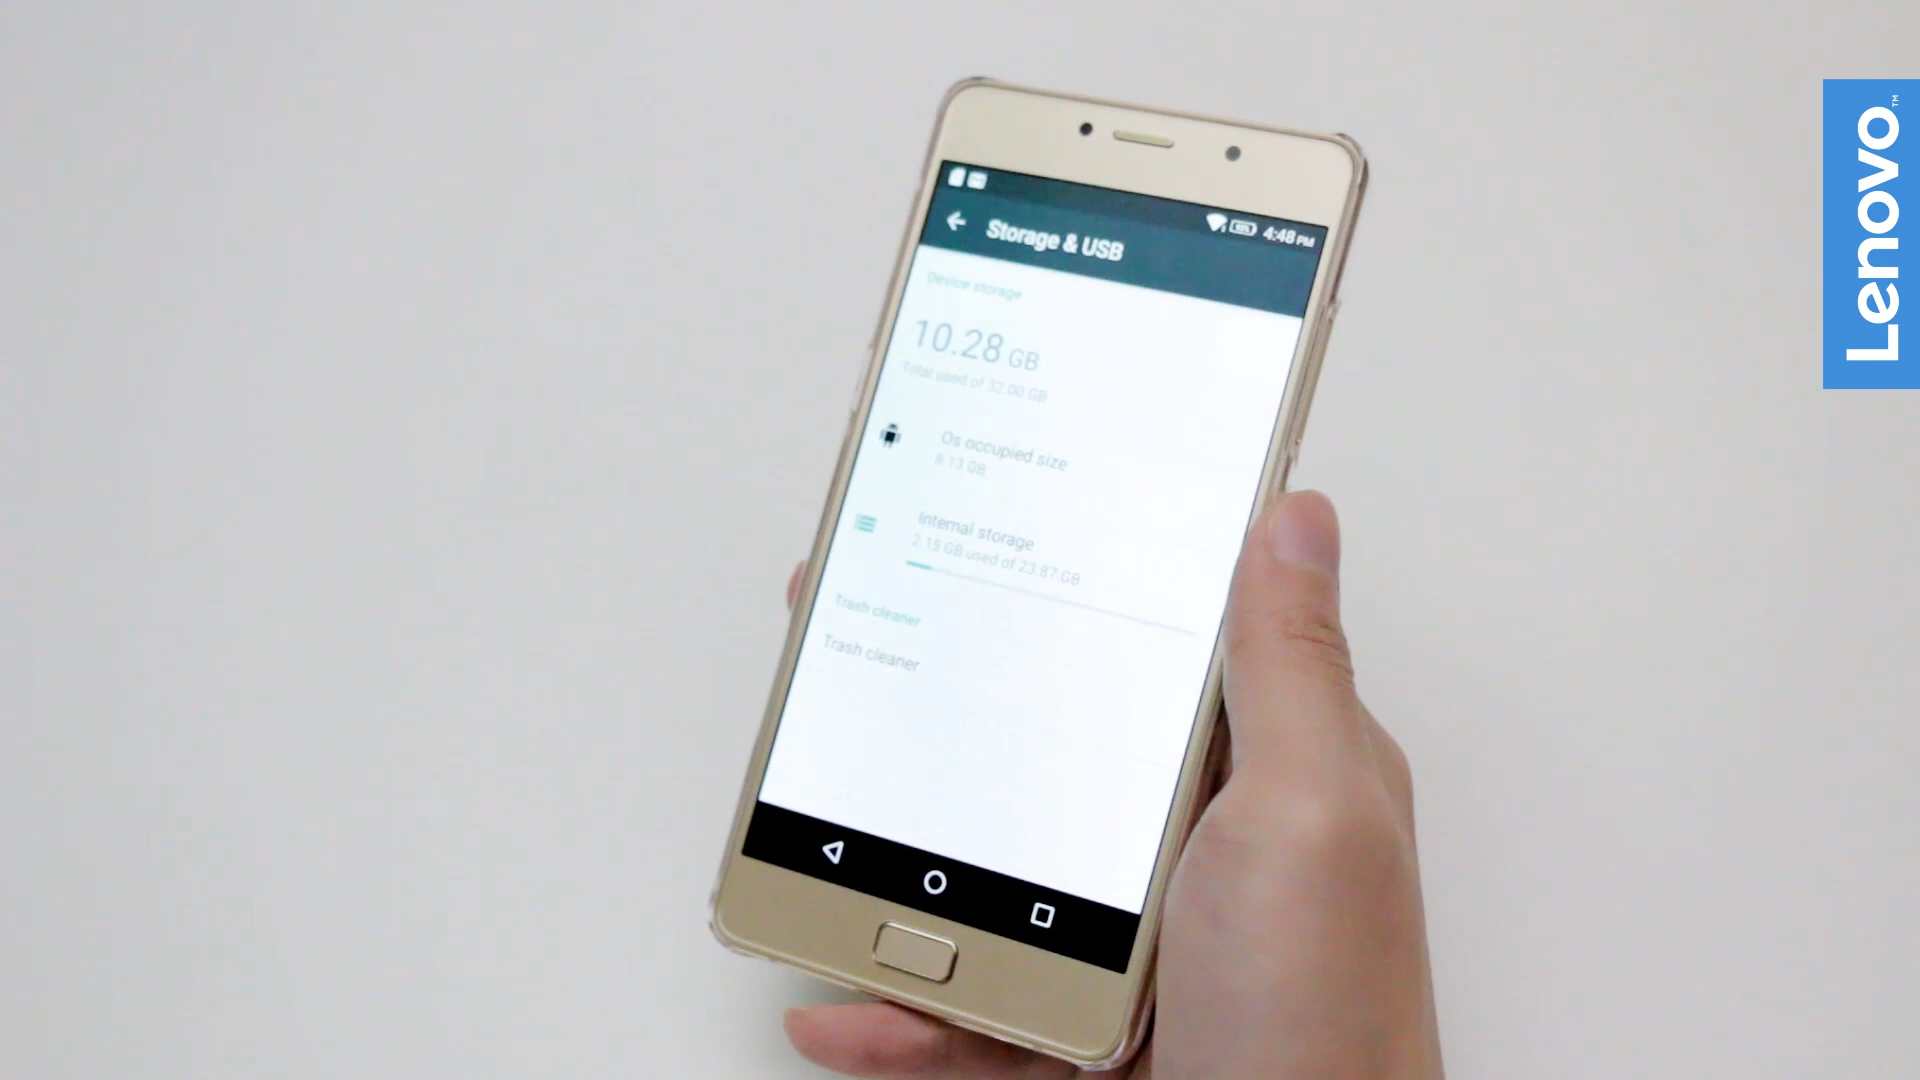 4:48 PM
Storage & USB
Device storage
10.28 GB
Total used of 32.00 GB
Os occupied size
8.13 GB
Internal storage
2.15 GB used of 23.87 GB
Trash cleaner
Trash cleaner
Lenovo™